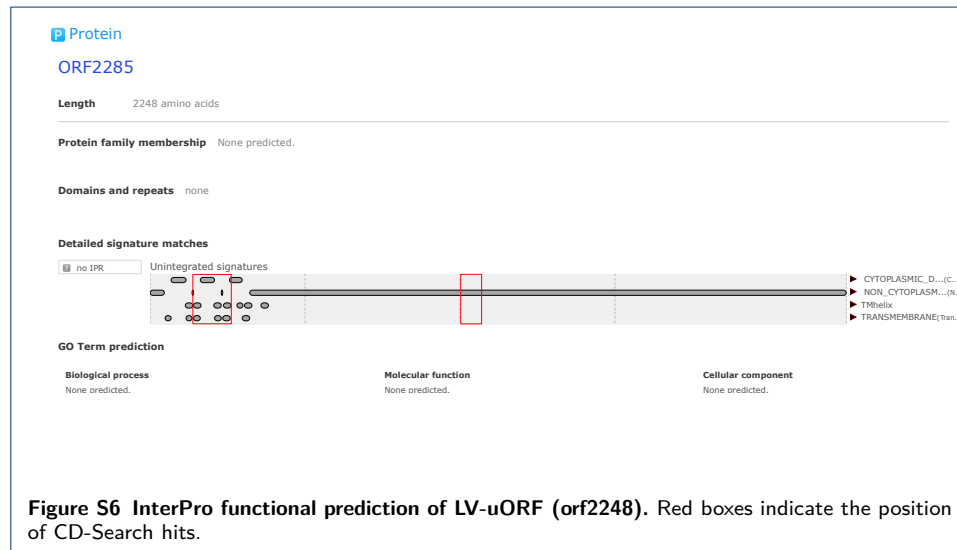 P Protein
ORF2285
Length 2248 amino acids
Protein family membership None predicted.
Domains and repeats none
Detailed signature matches
? no IPR Unintegrated signatures
CYTOPLASMIC_D...(C...
NON_CYTOPLASM...(N.
TMhelix
TRANSMEMBRANE(Tran.
GO Term prediction
Biological process Molecular function Cellular component
None predicted. None predicted. None predicted.
Figure S6 InterPro functional prediction of LV-uORF (orf2248). Red boxes indicate the position
of CD-Search hits.